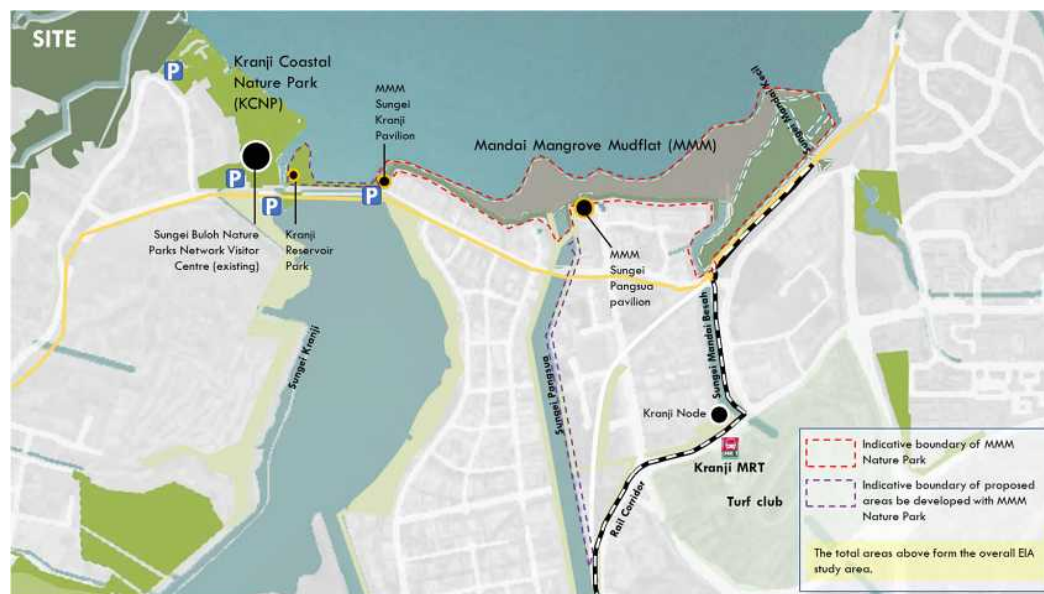 SITE
P
Kranji Coastal
Nature Park
(KCNP)
MMM
Sungei
Kranji
Pavilion
Mandai Mangrove Mudflat (MMM)
Sungei Mandai Kecil
P
P
P
Sungei Buloh Nature
Parks Network Visitor
Centre (existing)
Kranji
Reservoir
Park
MMM
Sungei
Pangsua
pavilion
Sungei Kranji
Sungei Pangsua
Sungei Mandai Besah
Kranji Node
Kranji MRT
Rail Corridor
Turf club
Indicative boundary of MMM
Nature Park
Indicative boundary of proposed
areas be developed with MMM
Nature Park
The total areas above form the overall EIA
study area.